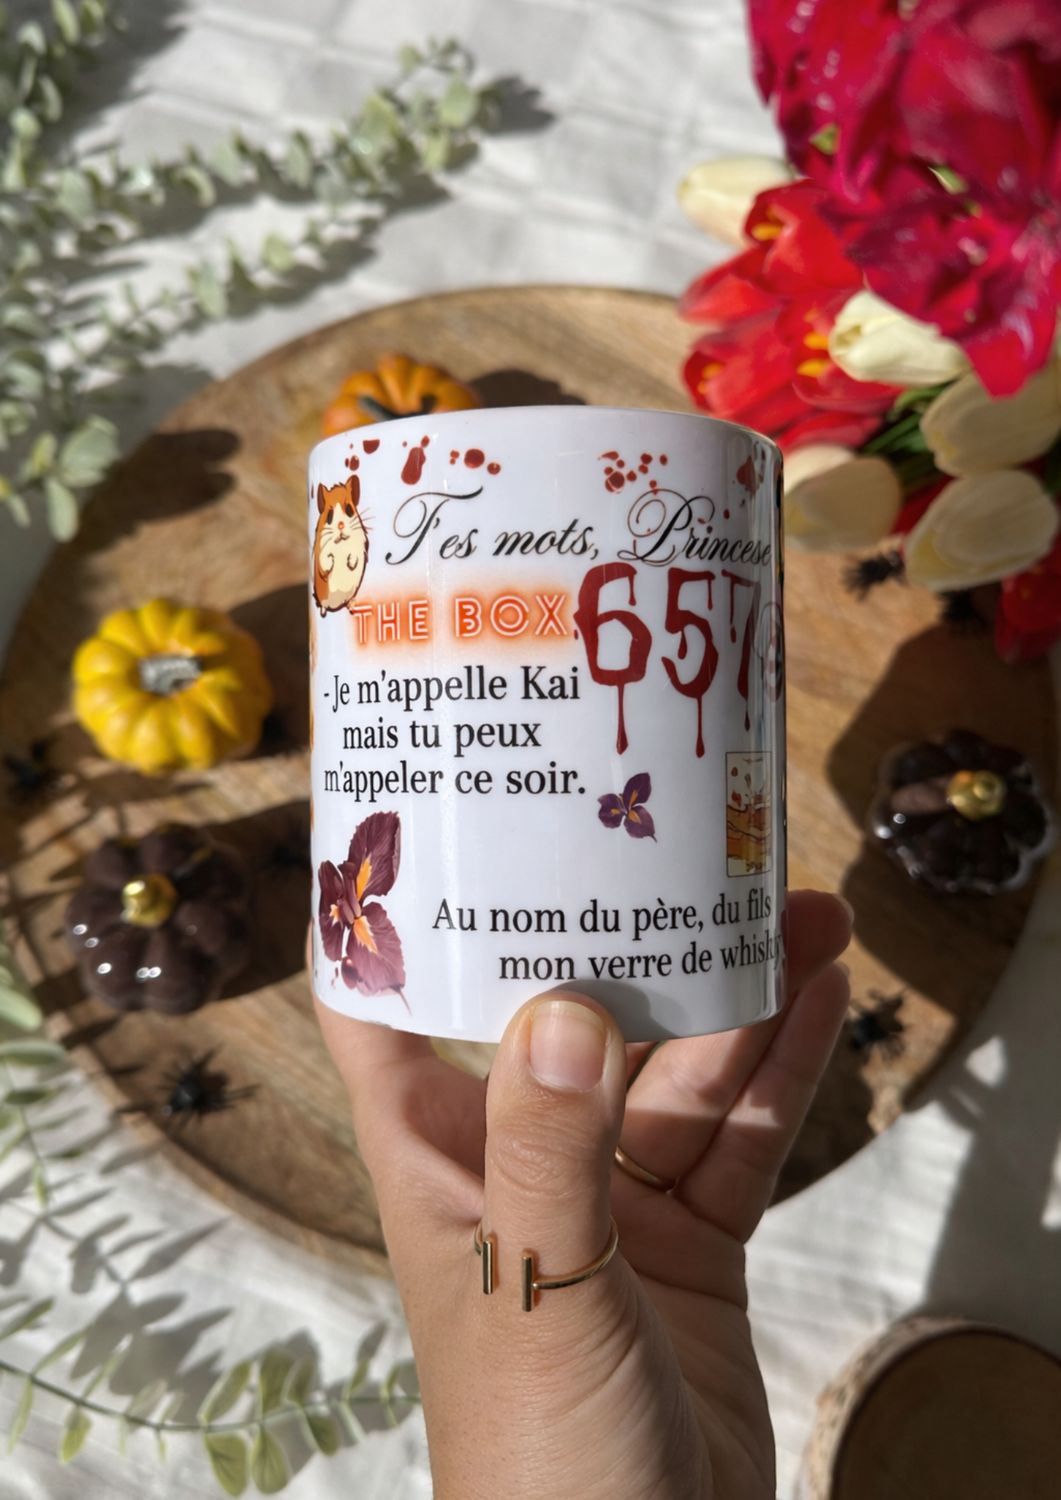 T'es mots, Princese
THE BOX
657
- Je m'appelle Kai
mais tu peux
m'appeler ce soir.
Au nom du père, du fils
mon verre de whisky